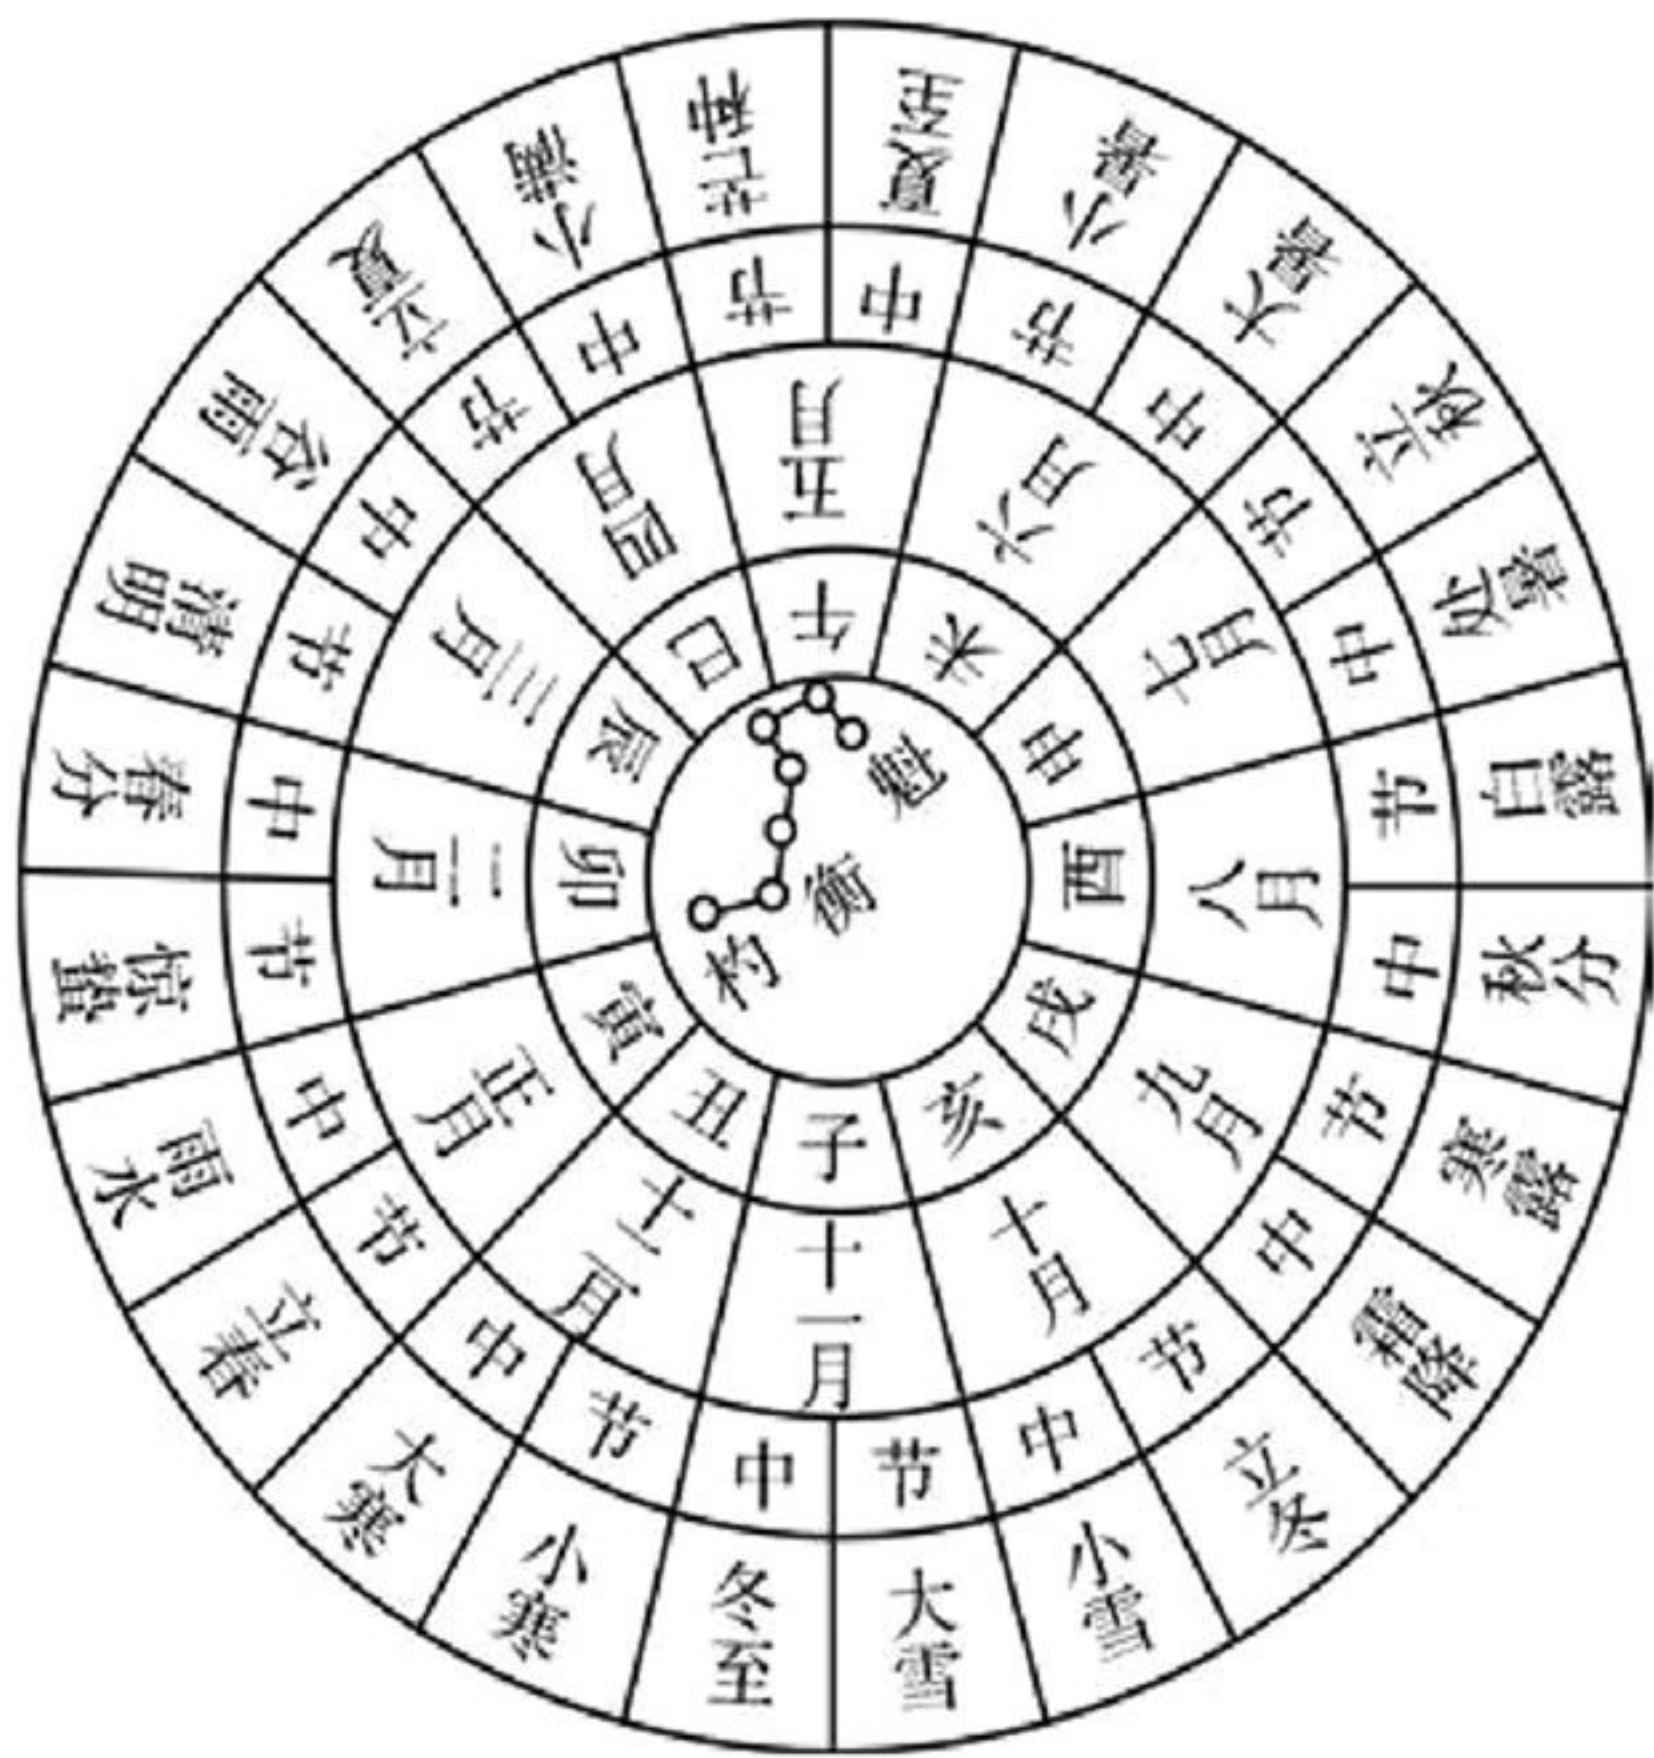 夏至
小暑
大暑
立秋
处暑
白露
秋分
寒露
霜降
立冬
小雪
大雪
冬至
小寒
大寒
立春
雨水
惊蛰
春分
清明
谷雨
立夏
小满
芒种
中
节
中
节
中
节
中
节
中
节
中
节
中
节
中
节
中
节
中
节
中
节
中
节
五月
六月
七月
八月
九月
十月
十一月
十二月
正月
二月
三月
四月
午
未
申
酉
戌
亥
子
丑
寅
卯
辰
巳
魁
衡
杓